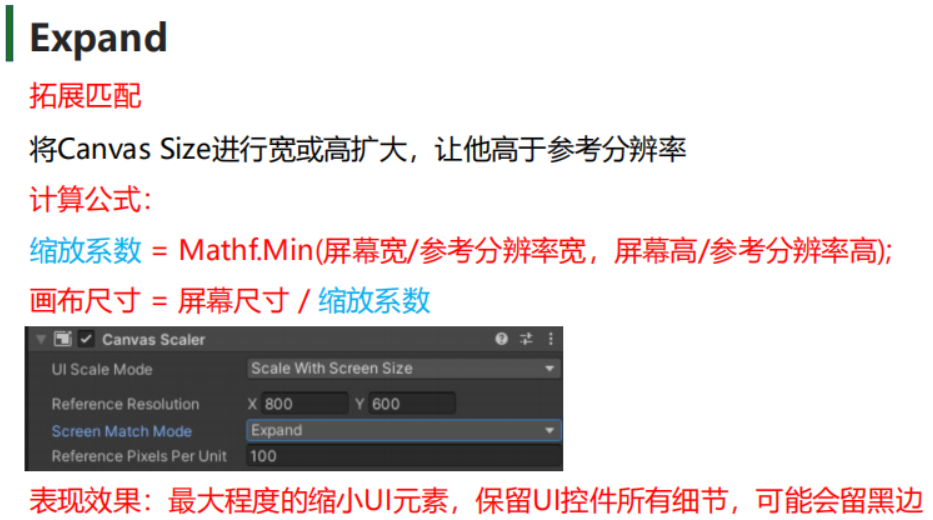 Expand
拓展匹配
将Canvas Size进行宽或高扩大，让他高于参考分辨率
计算公式：
缩放系数 = Mathf.Min(屏幕宽/参考分辨率宽，屏幕高/参考分辨率高);
画布尺寸 = 屏幕尺寸 / 缩放系数
Canvas Scaler
UI Scale Mode Scale With Screen Size
Reference Resolution X 800 Y 600
Screen Match Mode Expand
Reference Pixels Per Unit 100
表现效果：最大程度的缩小UI元素，保留UI控件所有细节，可能会留黑边